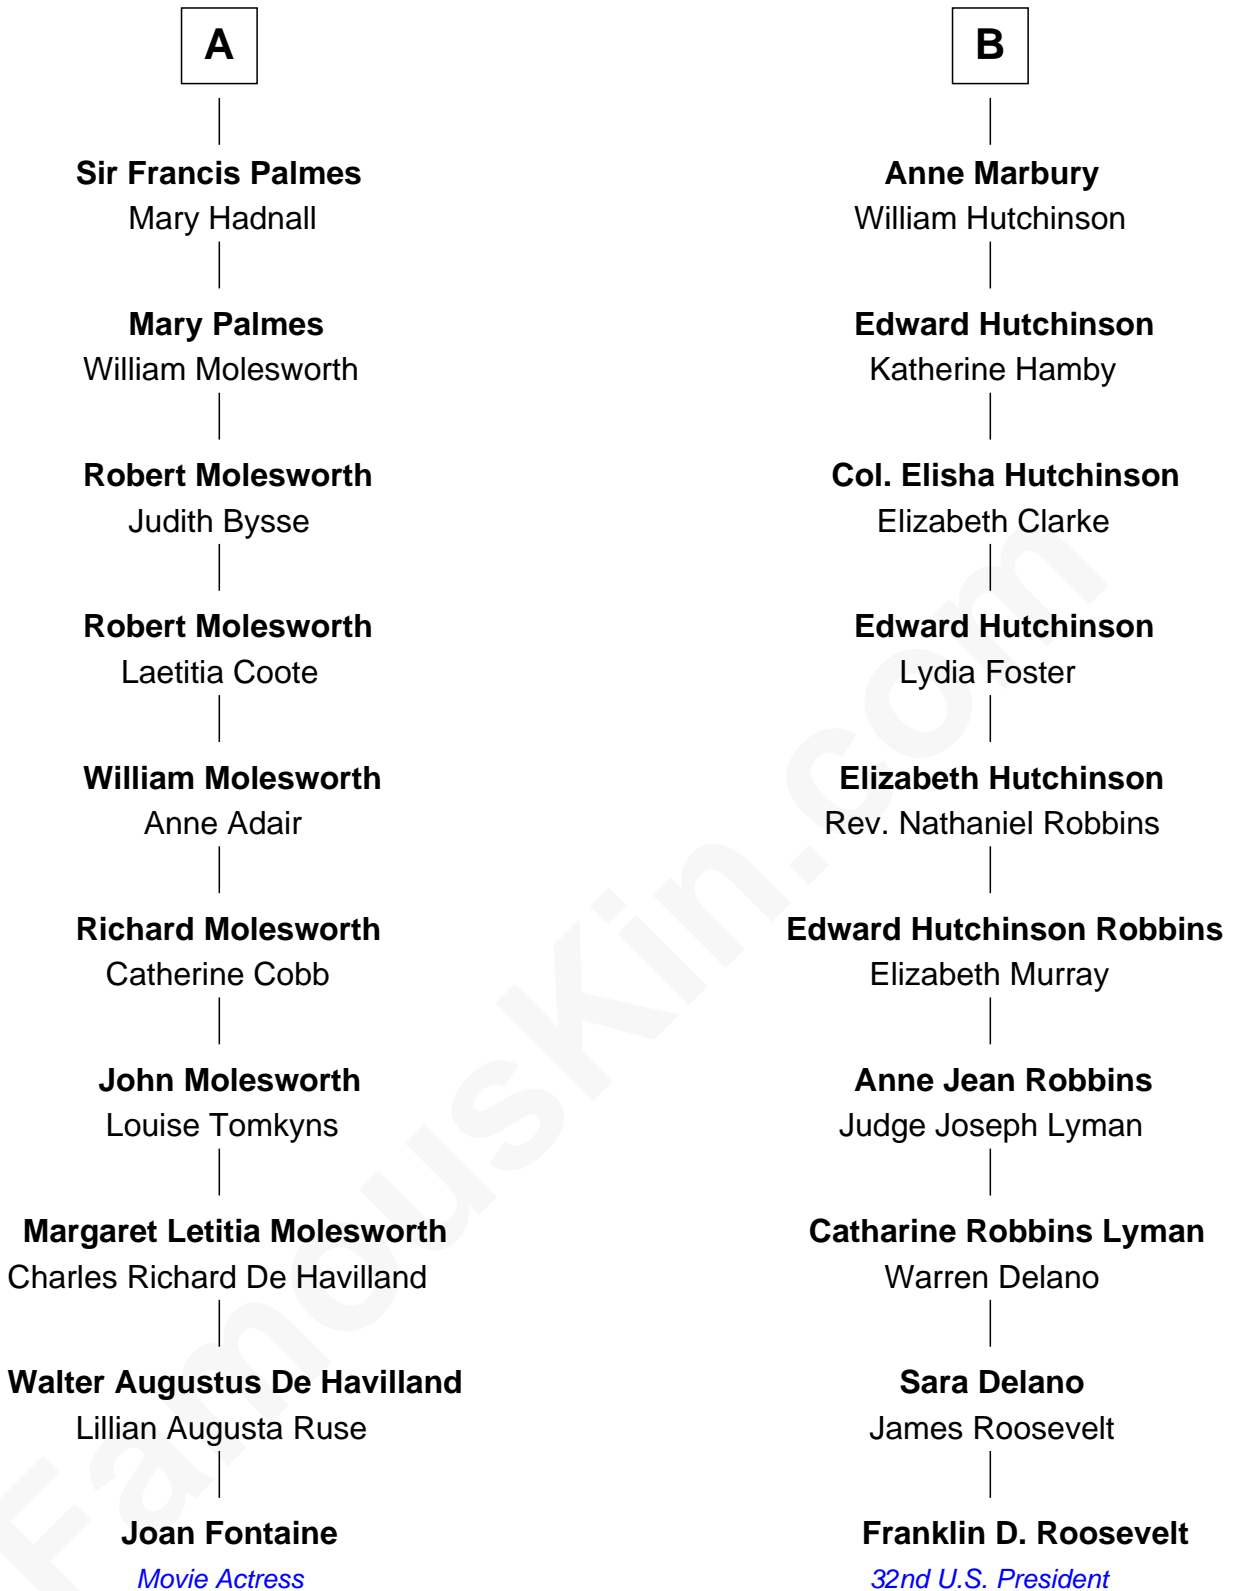 A
Sir Francis Palmes
Mary Hadnall
Mary Palmes
William Molesworth
Robert Molesworth
Judith Bysse
Robert Molesworth
Laetitia Coote
William Molesworth
Anne Adair
Richard Molesworth
Catherine Cobb
John Molesworth
Louise Tomkyns
Margaret Letitia Molesworth
Charles Richard De Havilland
Walter Augustus De Havilland
Lillian Augusta Ruse
Joan Fontaine
Movie Actress
B
Anne Marbury
William Hutchinson
Edward Hutchinson
Katherine Hamby
Col. Elisha Hutchinson
Elizabeth Clarke
Edward Hutchinson
Lydia Foster
Elizabeth Hutchinson
Rev. Nathaniel Robbins
Edward Hutchinson Robbins
Elizabeth Murray
Anne Jean Robbins
Judge Joseph Lyman
Catharine Robbins Lyman
Warren Delano
Sara Delano
James Roosevelt
Franklin D. Roosevelt
32nd U.S. President
FamousKin.com